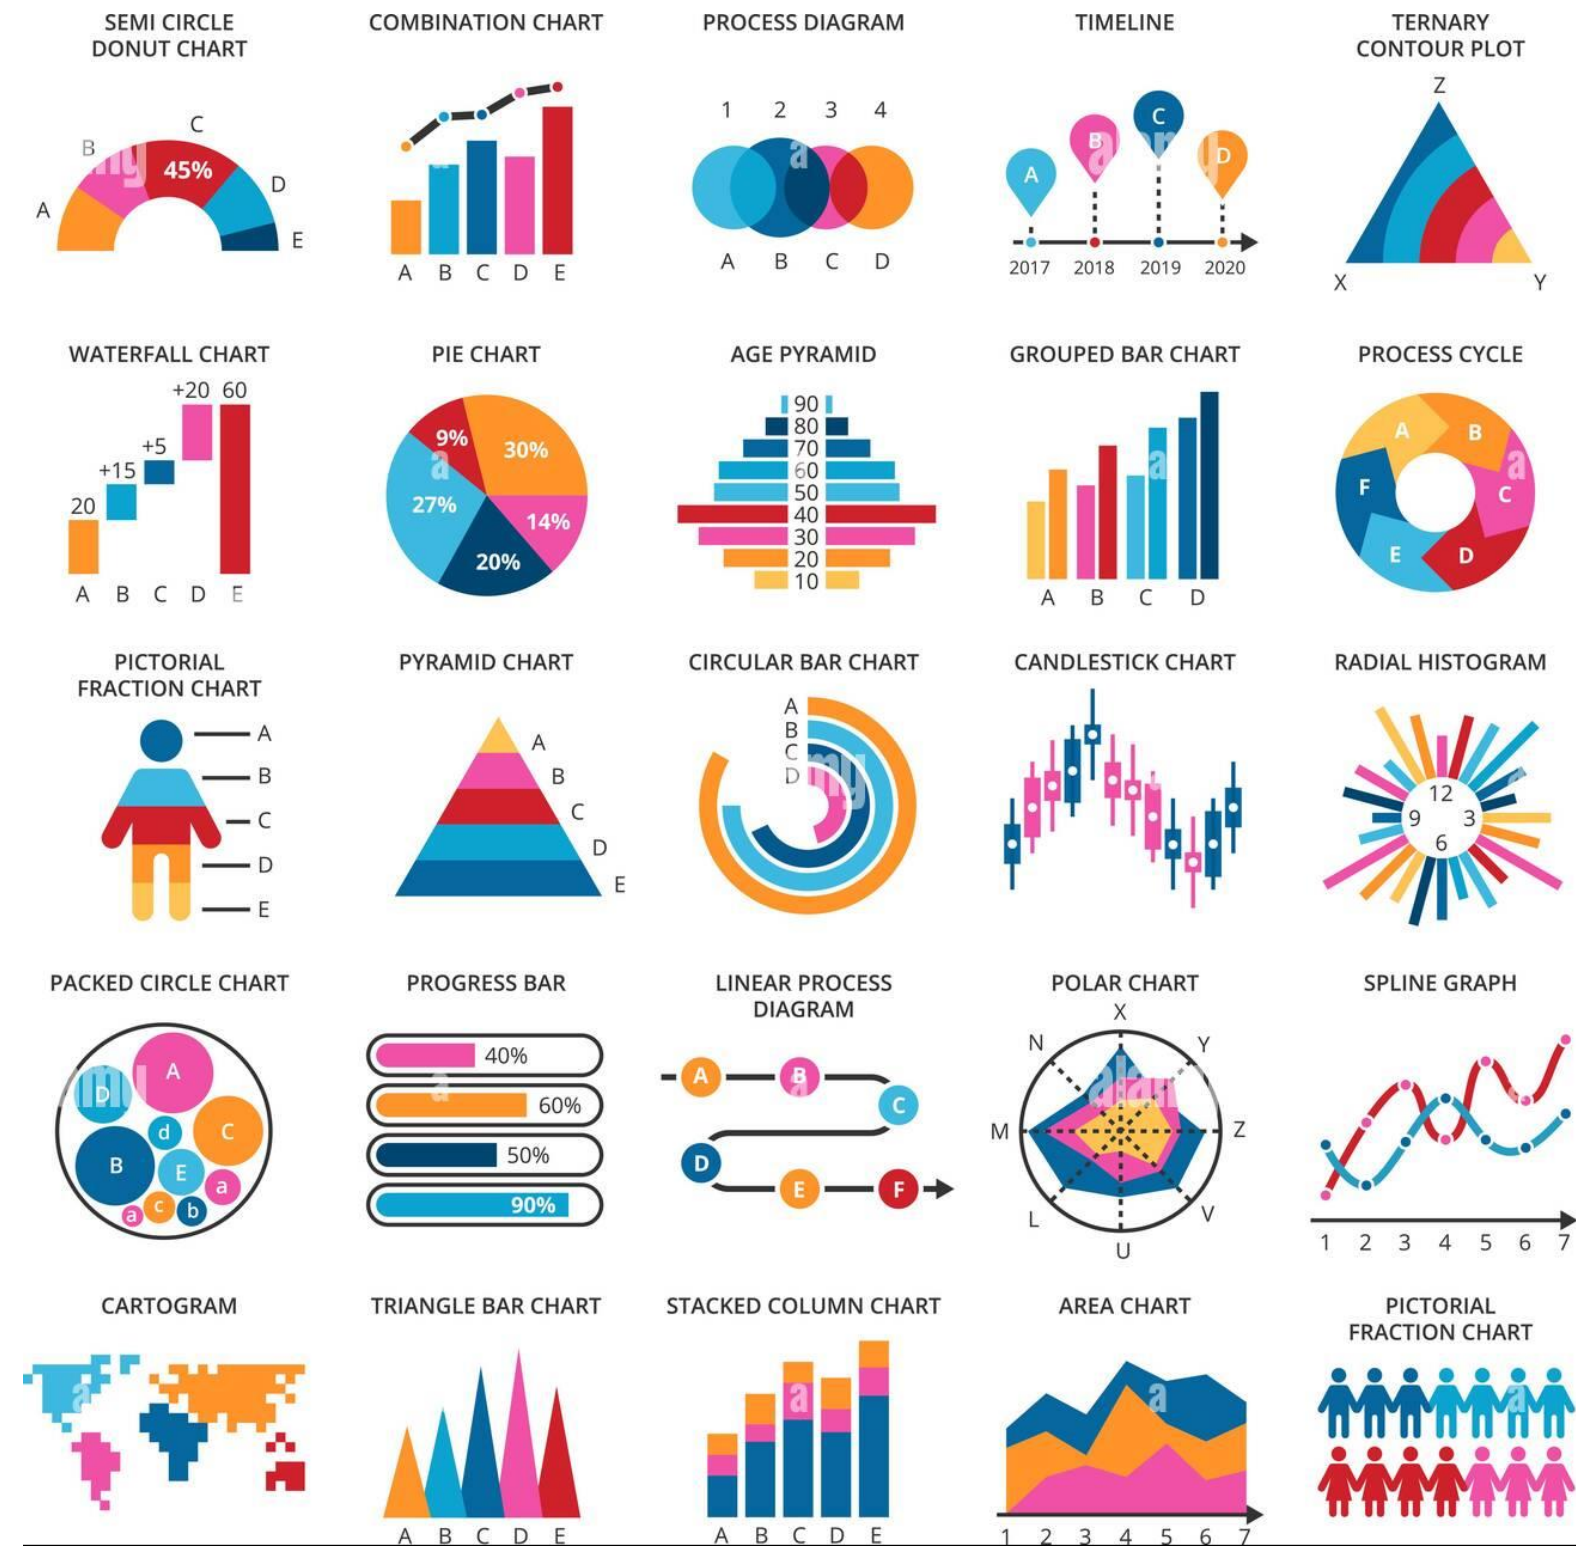 SEMI CIRCLE
DONUT CHART
C
B
45%
D
A
E
COMBINATION CHART
A B C D E
PROCESS DIAGRAM
1 2 3 4
A B C D
TIMELINE
C
B
D
A
2017 2018 2019 2020
TERNARY
CONTOUR PLOT
Z
X Y
WATERFALL CHART
+20 60
+5
+15
20
A B C D E
PIE CHART
9%
30%
27%
14%
20%
AGE PYRAMID
90
80
70
60
50
40
30
20
10
GROUPED BAR CHART
A B C D
PROCESS CYCLE
A B
F C
E D
PICTORIAL
FRACTION CHART
A
B
C
D
E
PYRAMID CHART
A
B
C
D
E
CIRCULAR BAR CHART
A
B
C
D
CANDLESTICK CHART
RADIAL HISTOGRAM
12
9 3
6
PACKED CIRCLE CHART
A
D
d C
B E
a
a c b
PROGRESS BAR
40%
60%
50%
90%
LINEAR PROCESS
DIAGRAM
A B
C
D
E F
POLAR CHART
X
N Y
M Z
L V
U
SPLINE GRAPH
1 2 3 4 5 6 7
CARTOGRAM
TRIANGLE BAR CHART
A B C D E
STACKED COLUMN CHART
A B C D E
AREA CHART
1 2 3 4 5 6 7
PICTORIAL
FRACTION CHART